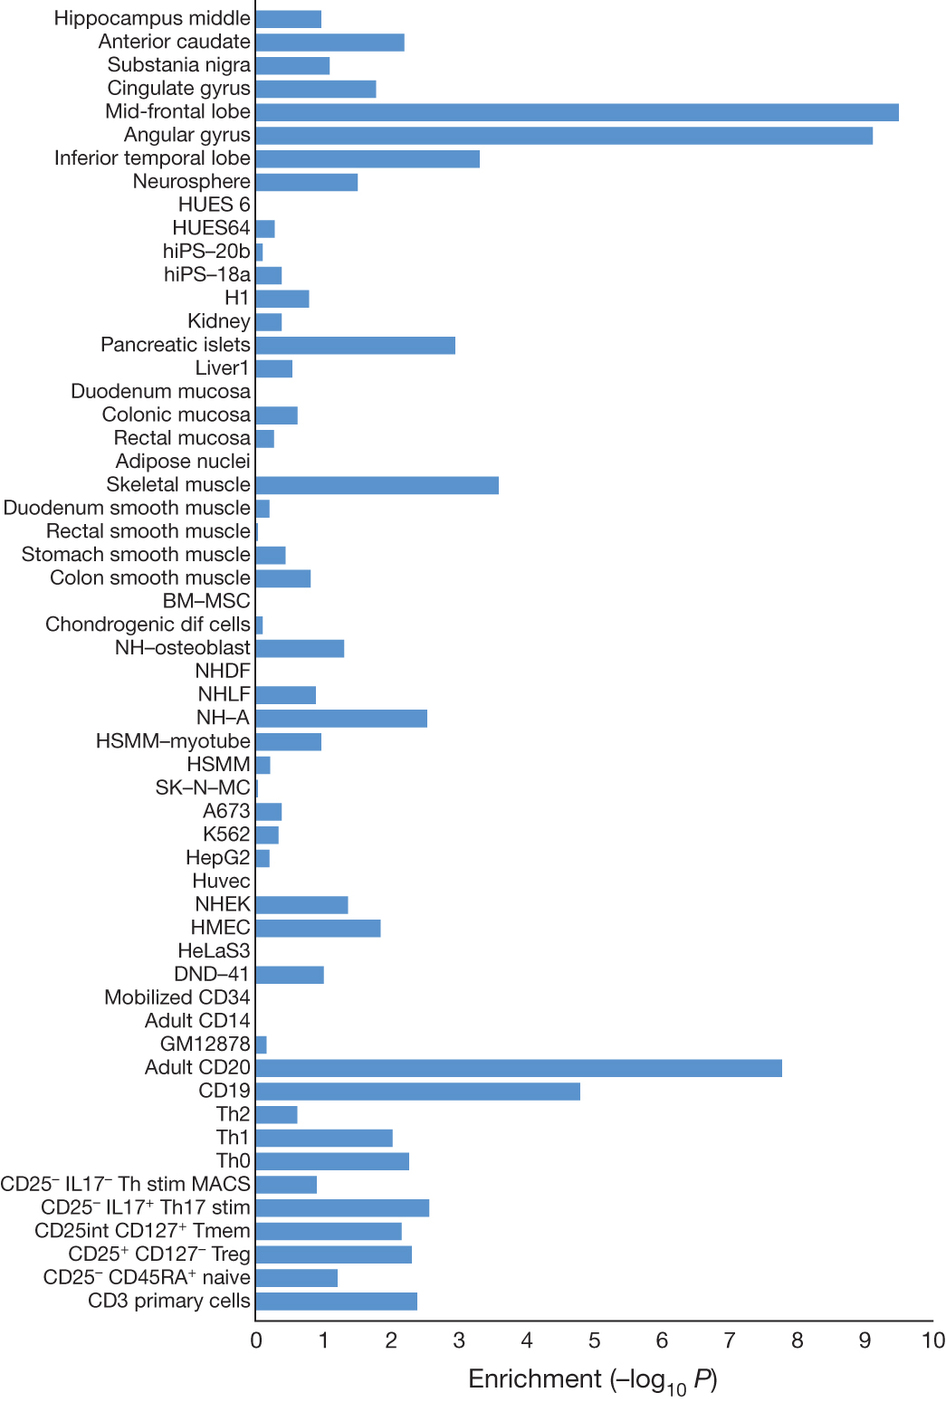 Hippocampus middle
Anterior caudate
Substania nigra
Cingulate gyrus
Mid-frontal lobe
Angular gyrus
Inferior temporal lobe
Neurosphere
HUES 6
HUES64
hiPS–20b
hiPS–18a
H1
Kidney
Pancreatic islets
Liver1
Duodenum mucosa
Colonic mucosa
Rectal mucosa
Adipose nuclei
Skeletal muscle
Duodenum smooth muscle
Rectal smooth muscle
Stomach smooth muscle
Colon smooth muscle
BM–MSC
Chondrogenic dif cells
NH–osteoblast
NHDF
NHLF
NH–A
HSMM–myotube
HSMM
SK–N–MC
A673
K562
HepG2
Huvec
NHEK
HMEC
HeLaS3
DND–41
Mobilized CD34
Adult CD14
GM12878
Adult CD20
CD19
Th2
Th1
Th0
CD25⁻ IL17⁻ Th stim MACS
CD25⁻ IL17⁺ Th17 stim
CD25int CD127⁺ Tmem
CD25⁺ CD127⁻ Treg
CD25⁻ CD45RA⁺ naive
CD3 primary cells
0 1 2 3 4 5 6 7 8 9 10
Enrichment (–log₁₀ P)